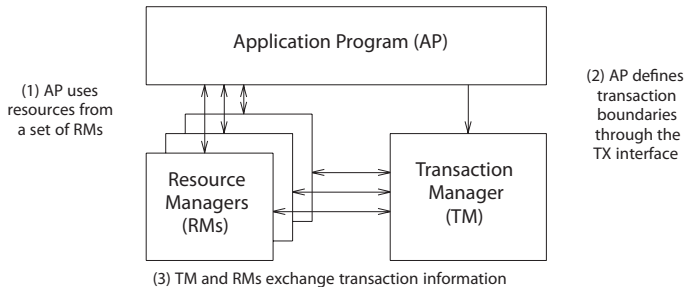 Application Program (AP)
(1) AP uses
resources from
a set of RMs
(2) AP defines
transaction
boundaries
through the
TX interface
Resource
Managers
(RMs)
Transaction
Manager
(TM)
(3) TM and RMs exchange transaction information